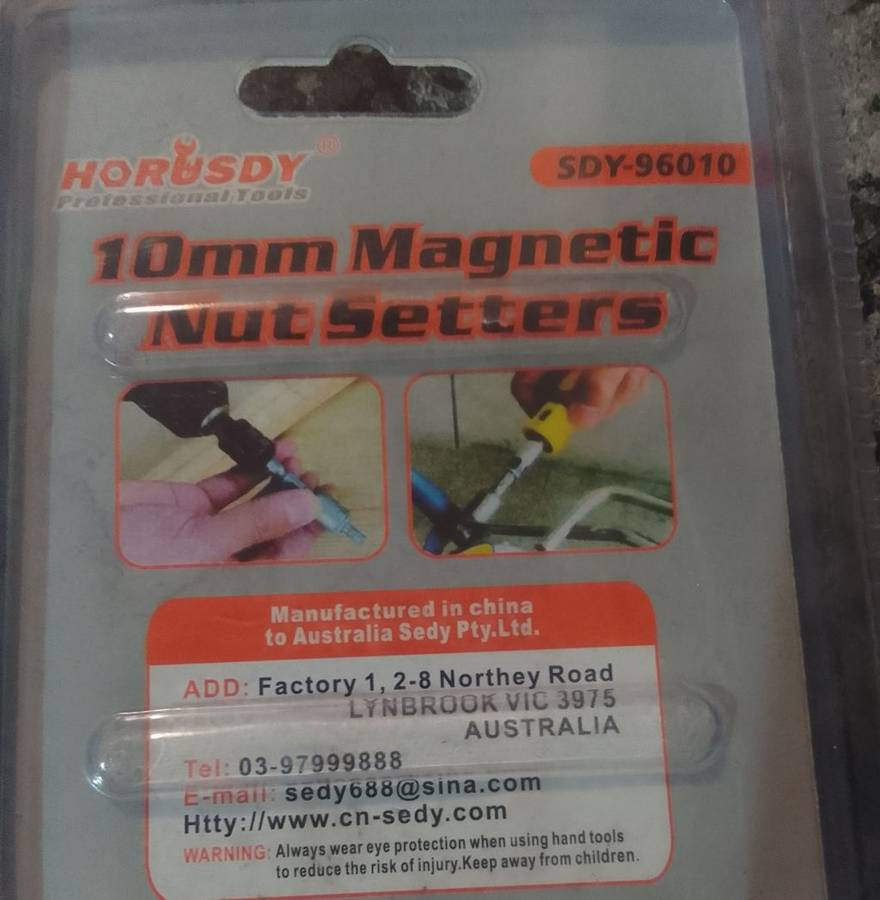 HORUSDY®
Professional Tools
SDY-96010
10mm Magnetic
Nut Setters
Manufactured in china
to Australia Sedy Pty.Ltd.
ADD: Factory 1, 2-8 Northey Road
LYNBROOK VIC 3975
AUSTRALIA
Tel: 03-97999888
E-mail: sedy688@sina.com
Htty://www.cn-sedy.com
WARNING: Always wear eye protection when using hand tools
to reduce the risk of injury.Keep away from children.